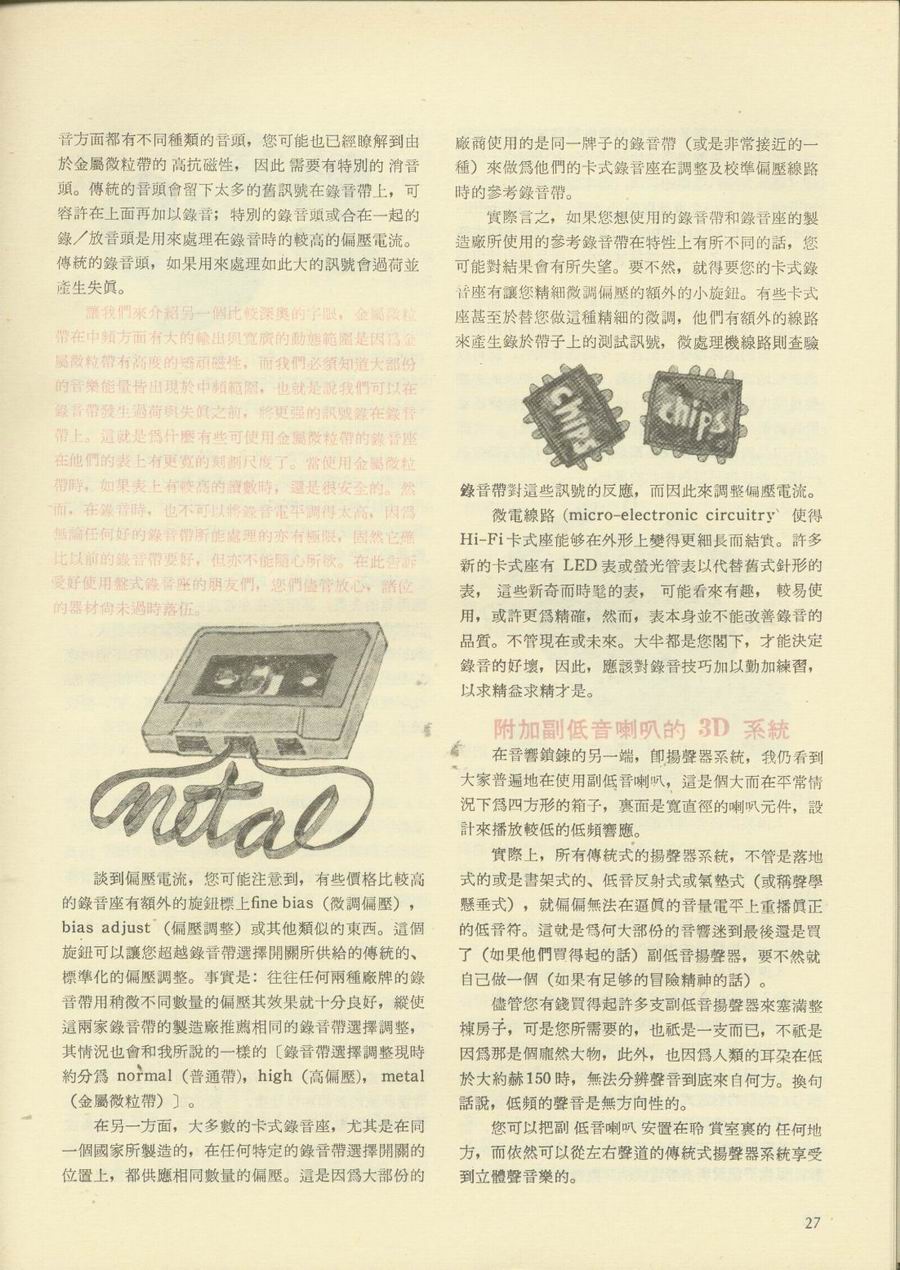 音方面都有不同種類的音頭，您可能也已經瞭解到由
於金屬微粒帶的高抗磁性，因此需要有特別的消音
頭。傳統的音頭會留下太多的舊訊號在錄音帶上，可
容許在上面再加以錄音；特別的錄音頭或合在一起的
錄／放音頭是用來處理在錄音時的較高的偏壓電流。
傳統的錄音頭，如果用來處理如此大的訊號會過荷並
產生失眞。
讓我們來介紹另一個比較深奧的字眼，金屬微粒
帶在中頻方面有大的輸出與寬廣的動態範圍是因爲金
屬微粒帶有高度的矯頑磁性，而我們必須知道大部份
的音樂能量皆出現於中頻範圍，也就是說我們可以在
錄音帶發生過荷與失眞之前，將更强的訊號錄在錄音
帶上。這就是爲什麼有些可使用金屬微粒帶的錄音座
在他們的表上有更寬的刻劃尺度了。當使用金屬微粒
帶時，如果表上有較高的讀數時，還是很安全的。然
而，在錄音時，也不可以將錄音電平調得太高，因爲
無論任何好的錄音帶所能處理的亦有極限，固然它應
比以前的錄音帶要好，但亦不能隨心所欲。在此告訴
愛好使用盤式錄音座的朋友們，您們儘管放心，諸位
的器材尚未過時落伍。
metal
談到偏壓電流，您可能注意到，有些價格比較高
的錄音座有額外的旋鈕標上fine bias（微調偏壓），
bias adjust（偏壓調整）或其他類似的東西。這個
旋鈕可以讓您超越錄音帶選擇開關所供給的傳統的、
標準化的偏壓調整。事實是：往往任何兩種廠牌的錄
音帶用稍微不同數量的偏壓其效果就十分良好，縱使
這兩家錄音帶的製造廠推薦相同的錄音帶選擇調整，
其情況也會和我所說的一樣的〔錄音帶選擇調整現時
約分爲 normal（普通帶），high（高偏壓），metal
（金屬微粒帶）〕。
在另一方面，大多數的卡式錄音座，尤其是在同
一個國家所製造的，在任何特定的錄音帶選擇開關的
位置上，都供應相同數量的偏壓。這是因爲大部份的
廠商使用的是同一牌子的錄音帶（或是非常接近的一
種）來做爲他們的卡式錄音座在調整及校準偏壓線路
時的參考錄音帶。
實際言之，如果您想使用的錄音帶和錄音座的製
造廠所使用的參考錄音帶在特性上有所不同的話，您
可能對結果會有所失望。要不然，就得要您的卡式錄
音座有讓您精細微調偏壓的額外的小旋鈕。有些卡式
座甚至於替您做這種精細的微調，他們有額外的線路
來產生錄於帶子上的測試訊號，微處理機線路則查驗
chips
chips
錄音帶對這些訊號的反應，而因此來調整偏壓電流。
微電線路（micro-electronic circuitry）使得
Hi-Fi卡式座能够在外形上變得更細長而結實。許多
新的卡式座有 LED 表或螢光管表以代替舊式針形的
表，這些新奇而時髦的表，可能看來有趣，較易使
用，或許更爲精確，然而，表本身並不能改善錄音的
品質。不管現在或未來。大半都是您閣下，才能決定
錄音的好壞，因此，應該對錄音技巧加以勤加練習，
以求精益求精才是。
附加副低音喇叭的 3D 系統
在音響鎖鍊的另一端，卽揚聲器系統，我仍看到
大家普遍地在使用副低音喇叭，這是個大而在平常情
況下爲四方形的箱子，裏面是寬直徑的喇叭元件，設
計來播放較低的低頻響應。
實際上，所有傳統式的揚聲器系統，不管是落地
式的或是書架式的、低音反射式或氣墊式（或稱聲學
懸垂式），就偏偏無法在逼眞的音量電平上重播眞正
的低音符。這就是爲何大部份的音響迷到最後還是買
了（如果他們買得起的話）副低音揚聲器，要不然就
自己做一個（如果有足够的冒險精神的話）。
儘管您有錢買得起許多支副低音揚聲器來塞滿整
棟房子，可是您所需要的，也祇是一支而已，不祇是
因爲那是個龐然大物，此外，也因爲人類的耳朶在低
於大約赫150時，無法分辨聲音到底來自何方。換句
話說，低頻的聲音是無方向性的。
您可以把副低音喇叭安置在聆賞室裏的任何地
方，而依然可以從左右聲道的傳統式揚聲器系統享受
到立體聲音樂的。
27